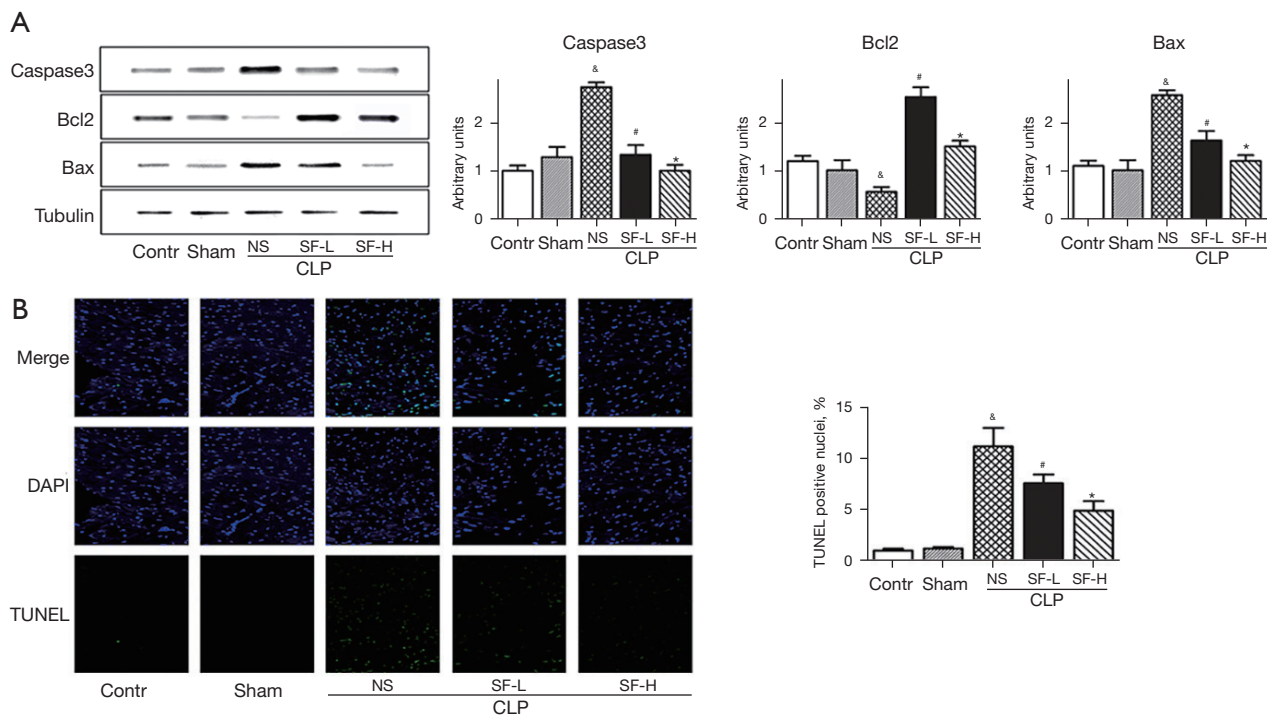 A
Caspase3
Bcl2
Bax
Tubulin
Contr Sham NS SF-L SF-H
CLP
Caspase3
Arbitrary units
2
1
0
&
#
*
Contr Sham NS SF-L SF-H
CLP
Bcl2
Arbitrary units
2
1
0
&
#
*
Contr Sham NS SF-L SF-H
CLP
Bax
Arbitrary units
2
1
0
&
#
*
Contr Sham NS SF-L SF-H
CLP
B
Merge
DAPI
TUNEL
Contr Sham NS SF-L SF-H
CLP
TUNEL positive nuclei, %
15
10
5
0
&
#
*
Contr Sham NS SF-L SF-H
CLP